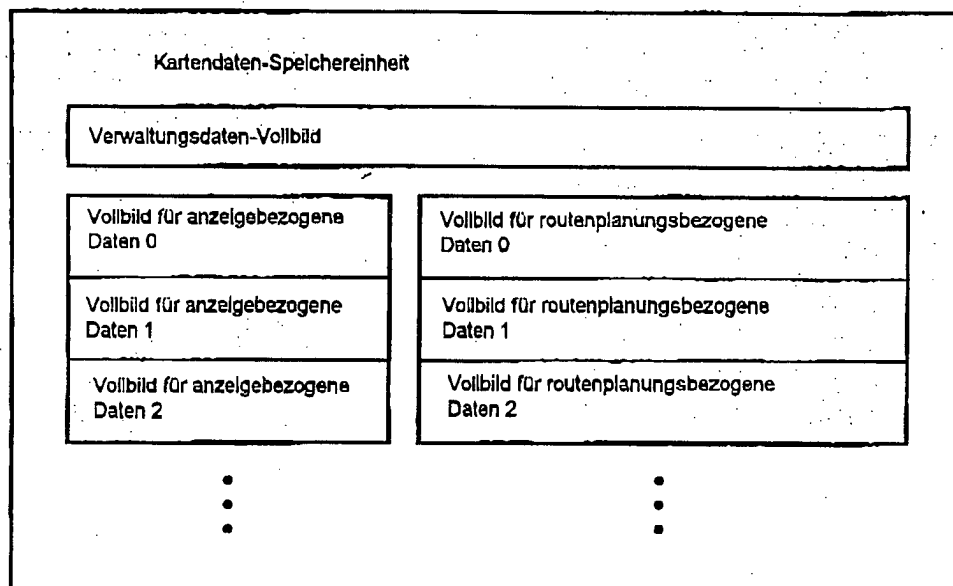 Kartendaten-Speichereinheit
Verwaltungsdaten-Vollbild
Vollbild für anzeigebezogene
Daten 0
Vollbild für routenplanungsbezogene
Daten 0
Vollbild für anzeigebezogene
Daten 1
Vollbild für routenplanungsbezogene
Daten 1
Vollbild für anzeigebezogene
Daten 2
Vollbild für routenplanungsbezogene
Daten 2